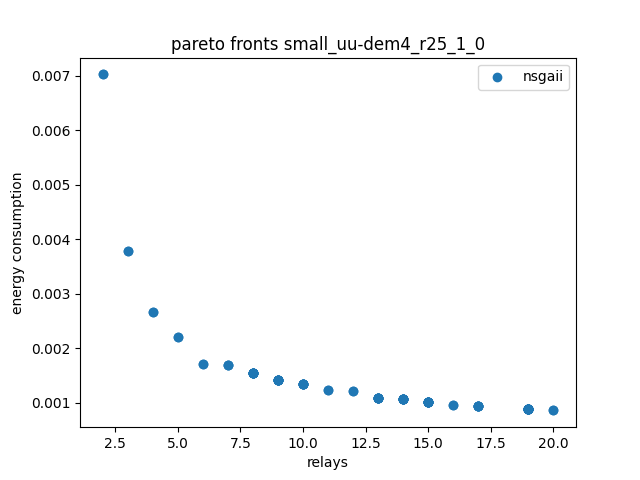 pareto fronts small_uu-dem4_r25_1_0
nsgaii
0.007
0.006
0.005
0.004
0.003
0.002
0.001
energy consumption
2.5 5.0 7.5 10.0 12.5 15.0 17.5 20.0
relays